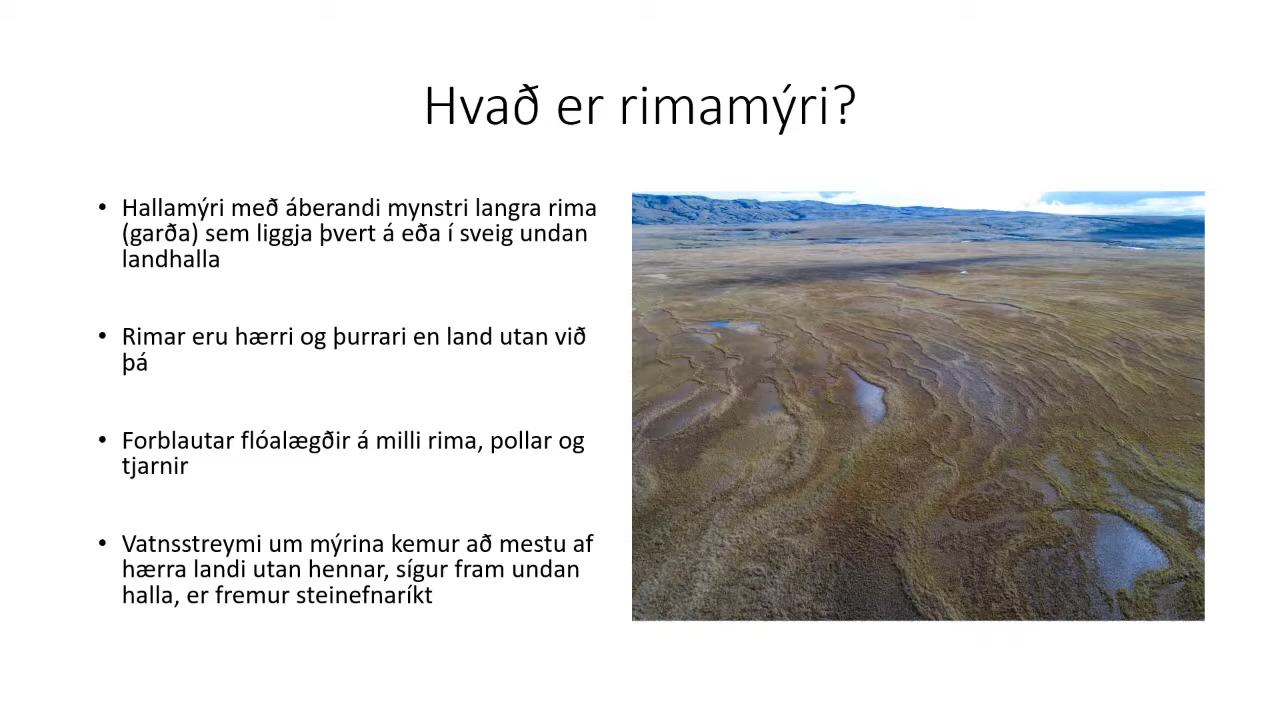 Hvað er rimamýri?
• Hallamýri með áberandi mynstri langra rima
(garða) sem liggja þvert á eða í sveig undan
landhalla
• Rimar eru hærri og þurrari en land utan við
þá
• Forblautar flóalægðir á milli rima, pollar og
tjarnir
• Vatnsstreymi um mýrina kemur að mestu af
hærra landi utan hennar, sígur fram undan
halla, er fremur steinefnaríkt